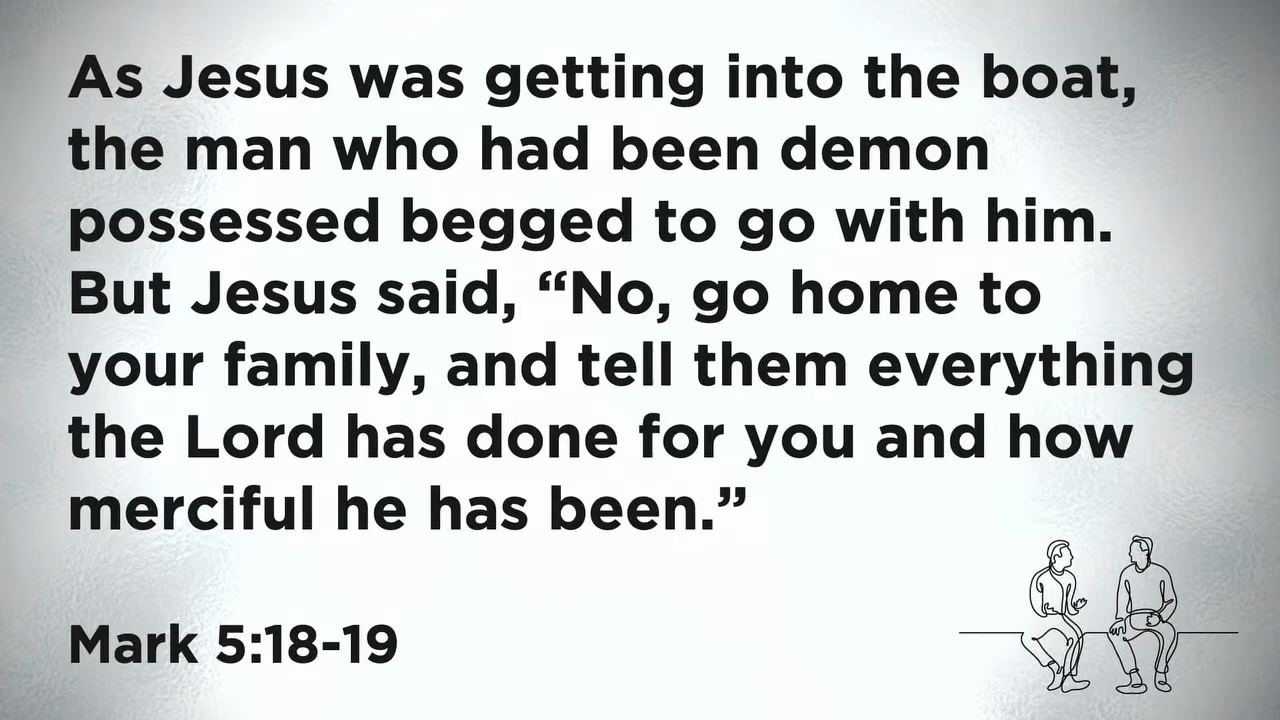 As Jesus was getting into the boat,
the man who had been demon
possessed begged to go with him.
But Jesus said, “No, go home to
your family, and tell them everything
the Lord has done for you and how
merciful he has been.”
Mark 5:18-19